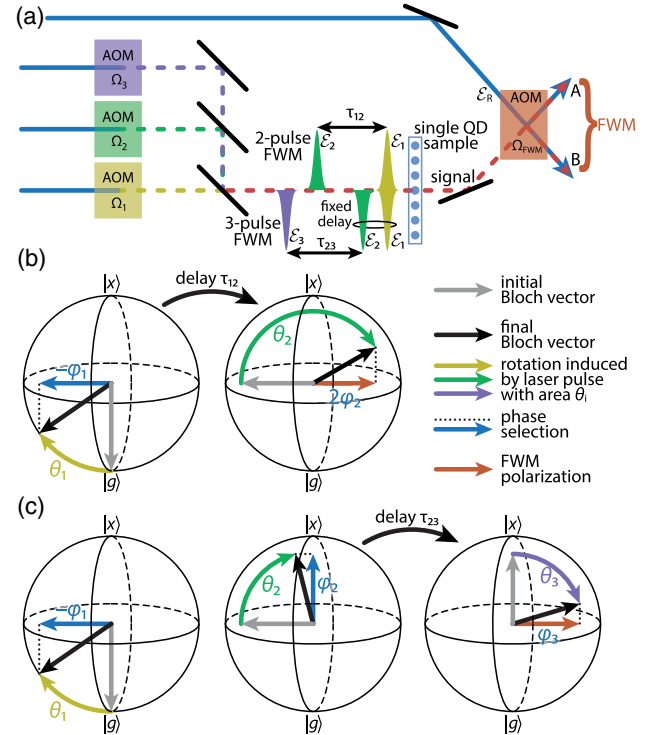 (a)
AOM
Ω3
AOM
Ω2
AOM
Ω1
τ12
2-pulse
FWM
ℰ2
ℰ1
single QD
sample
signal
3-pulse
FWM
ℰ3
fixed
delay
τ23
ℰ2
ℰ1
ℰR
AOM
ΩFWM
A
B
FWM
(b)
|x⟩
delay τ12
|x⟩
−φ1
θ1
|g⟩
θ2
2φ2
|g⟩
initial
Bloch vector
final
Bloch vector
rotation induced
by laser pulse
with area θi
phase
selection
FWM
polarization
(c)
|x⟩
|x⟩
delay τ23
|x⟩
−φ1
θ1
|g⟩
θ2
φ2
|g⟩
θ3
φ3
|g⟩